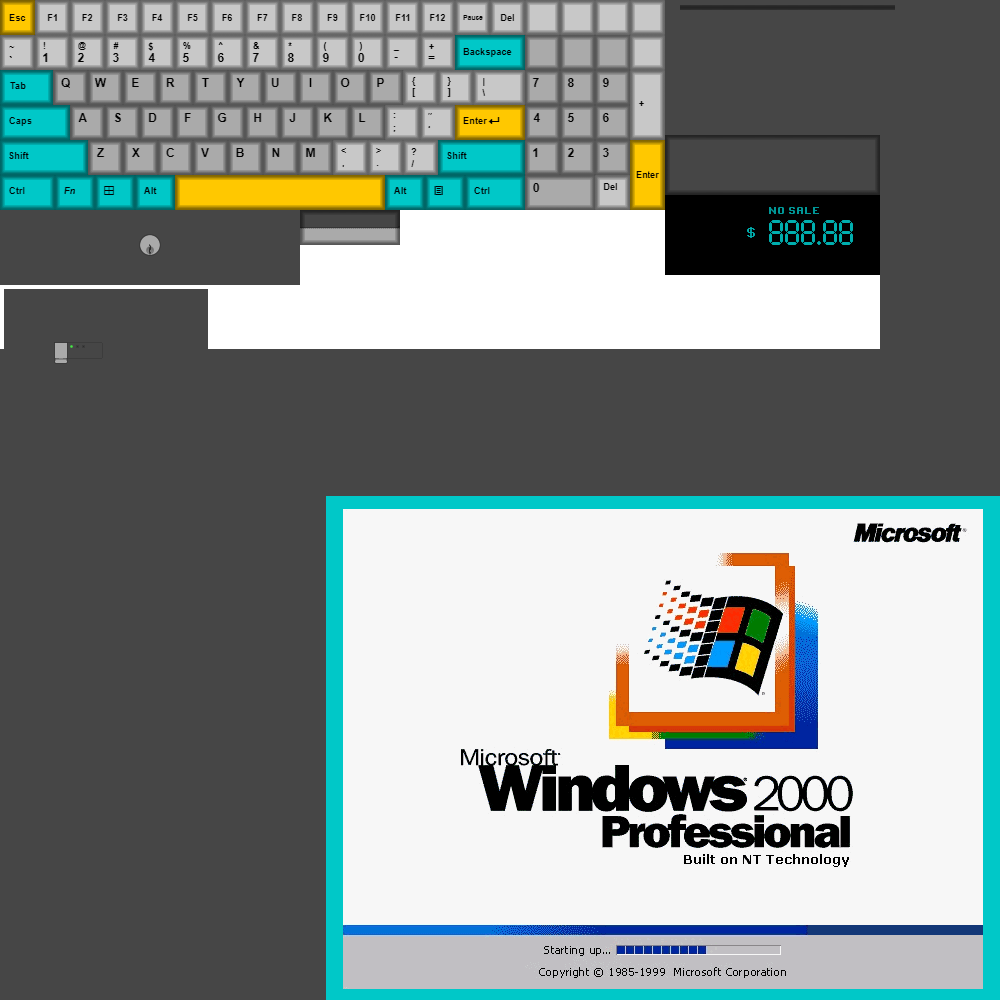 Esc F1 F2 F3 F4 F5 F6 F7 F8 F9 F10 F11 F12 Pause Del
~ ! @ # $ % ^ & * ( ) _ +
` 1 2 3 4 5 6 7 8 9 0 - = Backspace
Tab Q W E R T Y U I O P { } | 7 8 9
[ ] \ +
Caps A S D F G H J K L : " Enter 4 5 6
; '
Shift Z X C V B N M < > ? Shift 1 2 3
, . / Enter
Ctrl Fn Alt Alt Ctrl 0 Del
NO SALE
$ 888.88
Microsoft
Microsoft
Windows 2000
Professional
Built on NT Technology
Starting up...
Copyright © 1985-1999 Microsoft Corporation